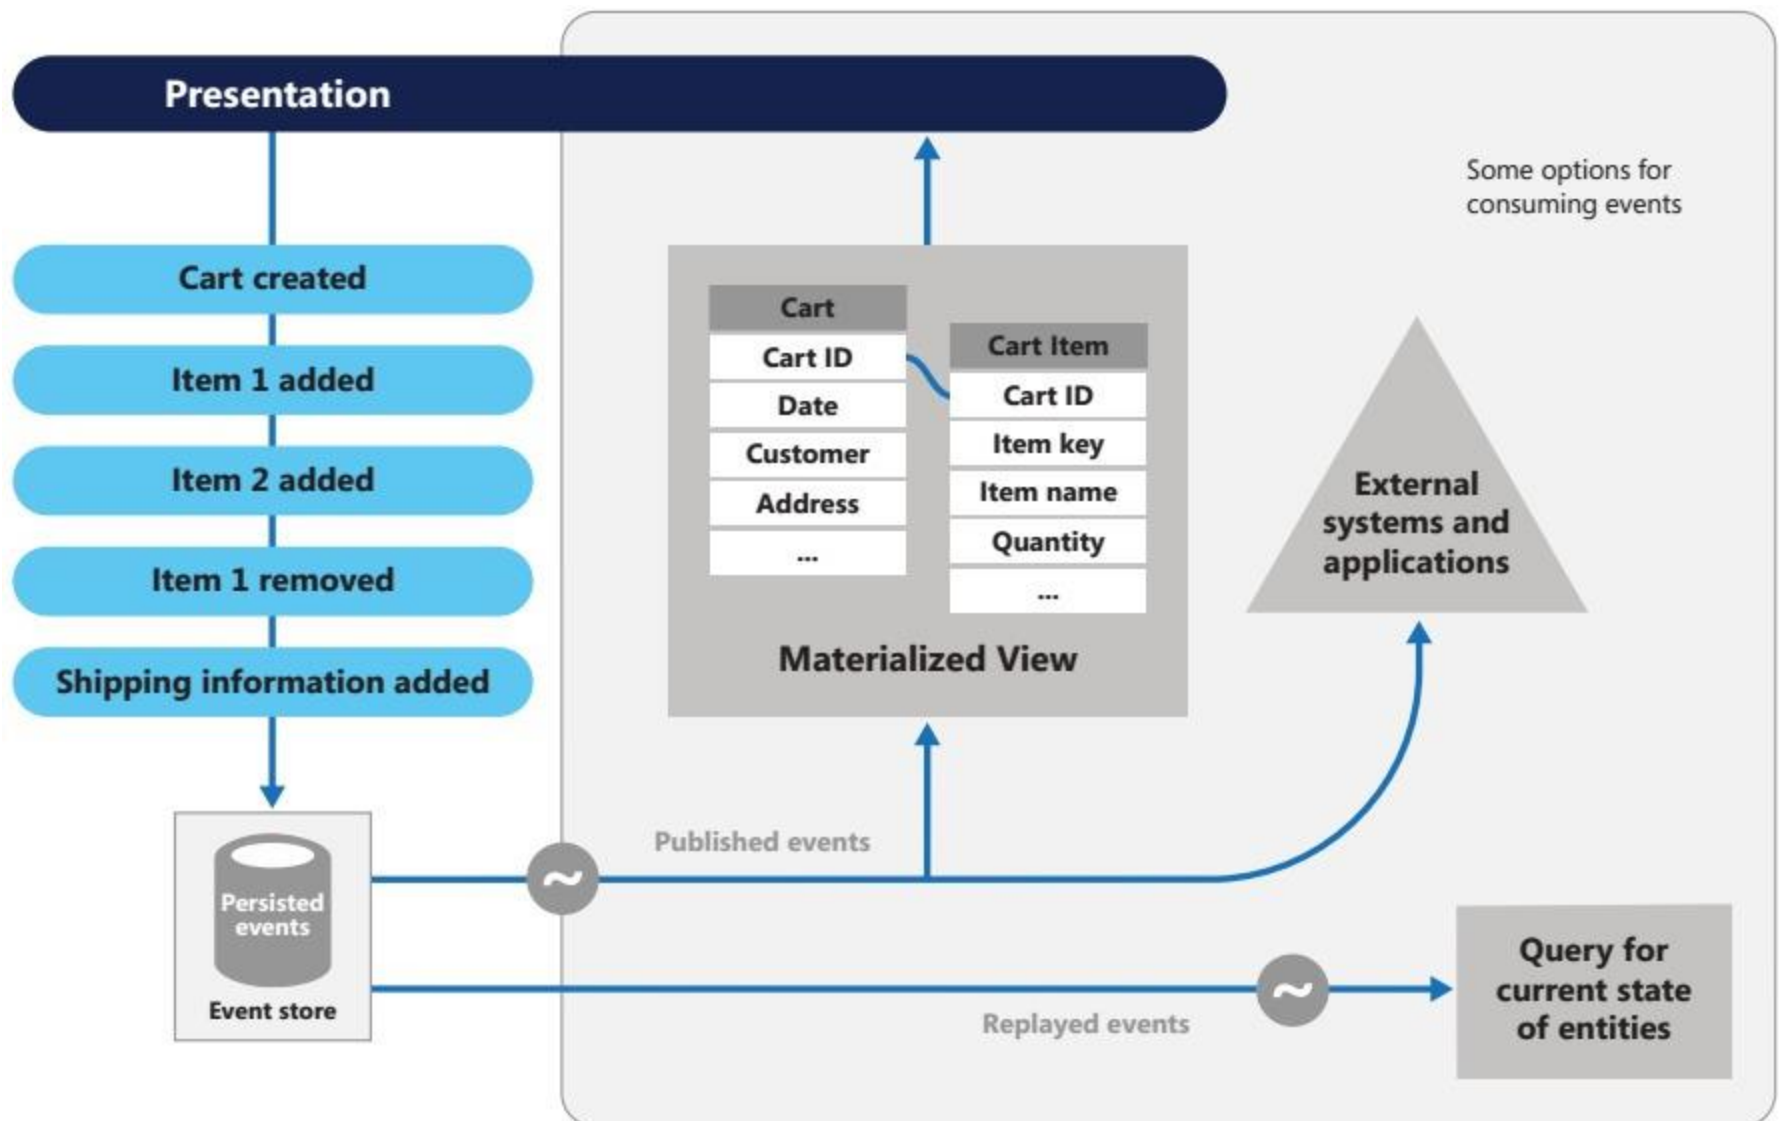 Presentation
Some options for
consuming events
Cart created
Item 1 added
Item 2 added
Item 1 removed
Shipping information added
Cart
Cart ID
Date
Customer
Address
...
Cart Item
Cart ID
Item key
Item name
Quantity
...
Materialized View
External
systems and
applications
Persisted
events
Event store
~
Published events
~
Replayed events
Query for
current state
of entities